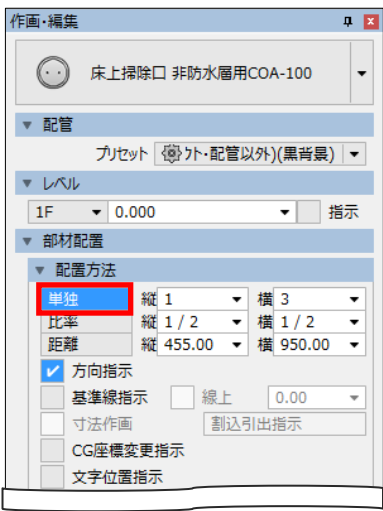 作画・編集
床上掃除口 非防水層用COA-100
配管
プリセット ﾌﾄ・配管以外)(黒背景)
レベル
1F 0.000 指示
部材配置
配置方法
単独 縦 1 横 3
比率 縦 1 / 2 横 1 / 2
距離 縦 455.00 横 950.00
方向指示
基準線指示 線上 0.00
寸法作画 割込引出指示
CG座標変更指示
文字位置指示